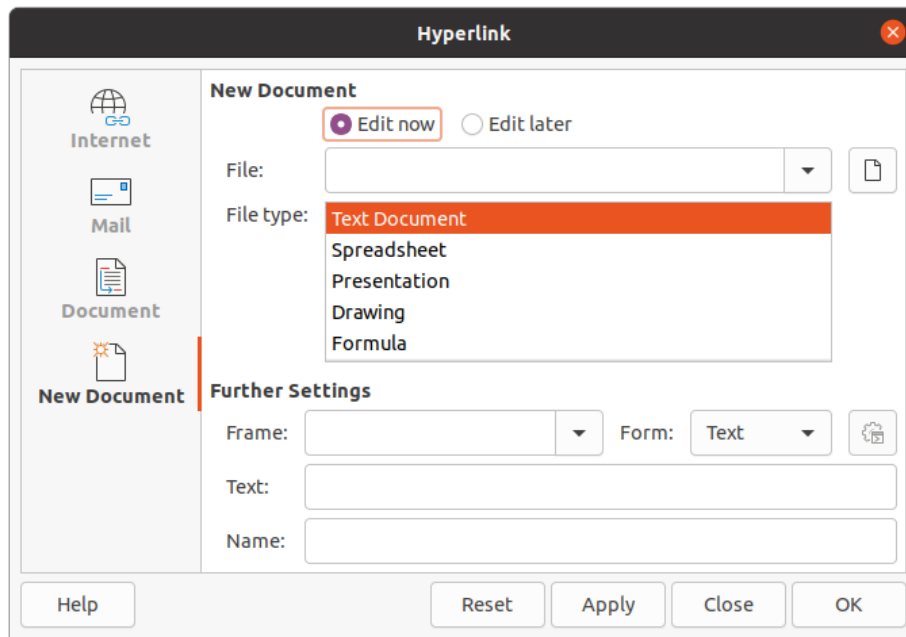 Hyperlink
Internet
Mail
Document
New Document
New Document
Edit now Edit later
File:
File type:
Text Document
Spreadsheet
Presentation
Drawing
Formula
Further Settings
Frame: Form: Text
Text:
Name:
Help Reset Apply Close OK